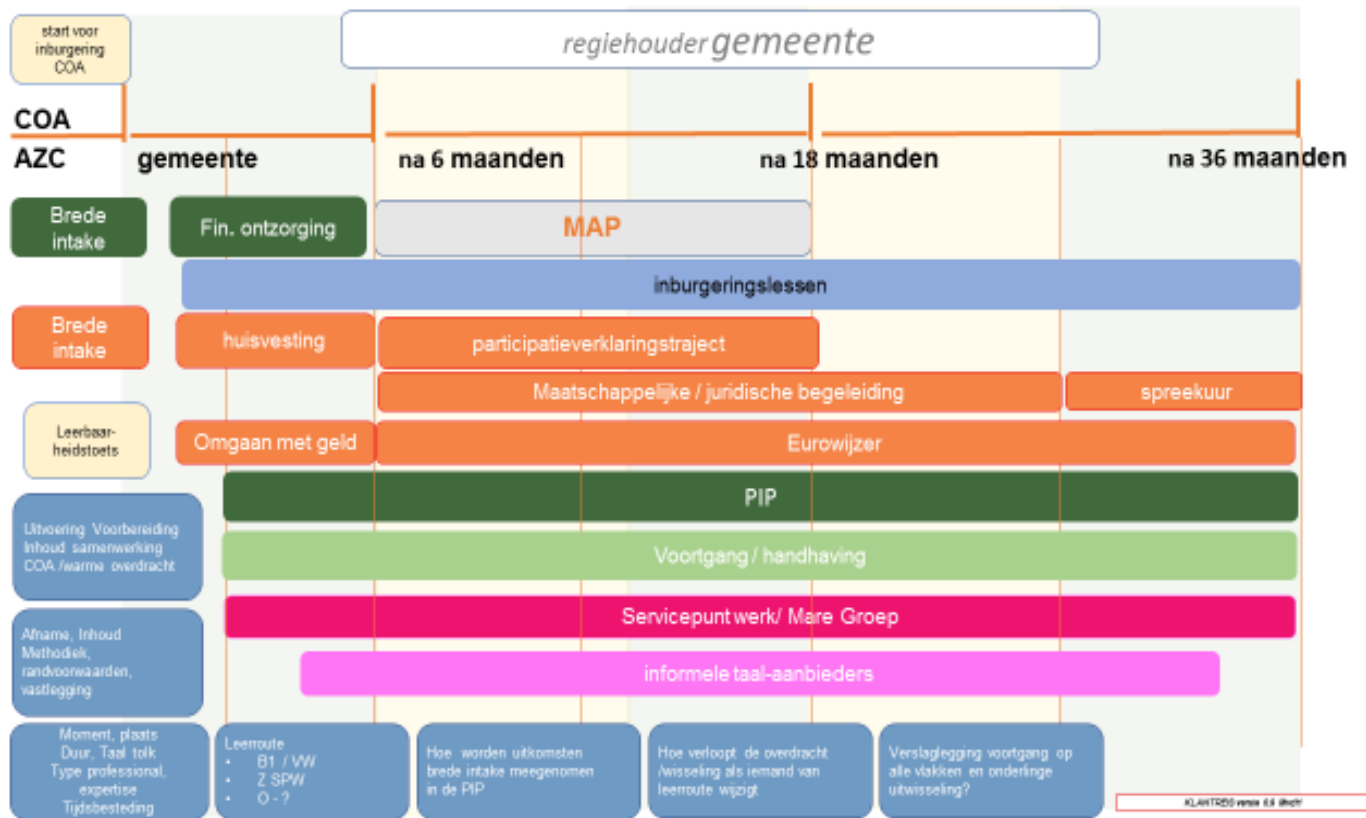 start voor
inburgering
COA
regiehouder gemeente
COA
AZC
gemeente
na 6 maanden
na 18 maanden
na 36 maanden
Brede
intake
Fin. ontzorging
MAP
inburgeringslessen
Brede
intake
huisvesting
participatieverklaringstraject
Maatschappelijke / juridische begeleiding
spreekuur
Leerbaar-
heidstoets
Omgaan met geld
Eurowijzer
PIP
Uitvoering Voorbereiding
Inhoud samenwerking
COA /warme overdracht
Voortgang / handhaving
Servicepunt werk/ Mare Groep
Afname, Inhoud
Methodiek,
randvoorwaarden,
vastlegging
informele taal-aanbieders
Moment, plaats
Duur, Taal tolk
Type professional,
expertise
Tijdsbesteding
Leerroute
• B1 / VW
• Z SPW
• O - ?
Hoe worden uitkomsten
brede intake meegenomen
in de PIP
Hoe verloopt de overdracht
/wisseling als iemand van
leerroute wijzigt
Verslaglegging voortgang op
alle vlakken en onderlinge
uitwisseling?
KLANTREIS versie